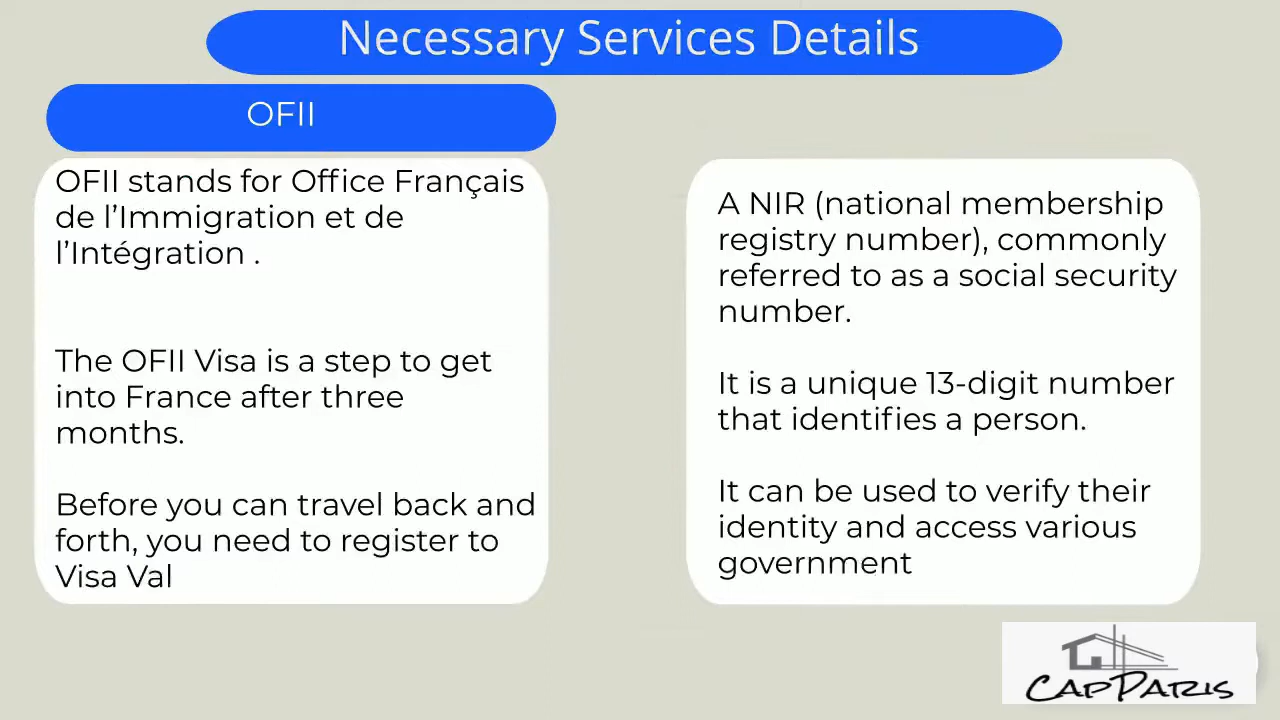 Necessary Services Details
OFII
OFII stands for Office Français
de l’Immigration et de
l’Intégration .
The OFII Visa is a step to get
into France after three
months.
Before you can travel back and
forth, you need to register to
Visa Val
A NIR (national membership
registry number), commonly
referred to as a social security
number.
It is a unique 13-digit number
that identifies a person.
It can be used to verify their
identity and access various
government
CAPPARIS